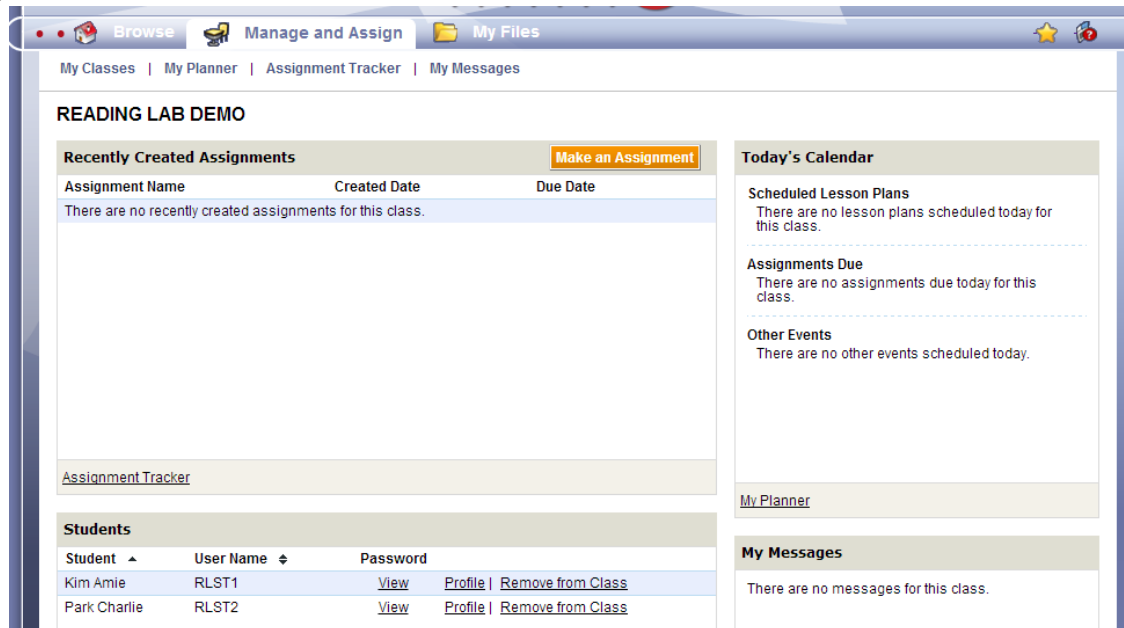 Browse Manage and Assign My Files
My Classes | My Planner | Assignment Tracker | My Messages
READING LAB DEMO
Recently Created Assignments Make an Assignment
Assignment Name Created Date Due Date
There are no recently created assignments for this class.
Assignment Tracker
Today's Calendar
Scheduled Lesson Plans
There are no lesson plans scheduled today for
this class.
Assignments Due
There are no assignments due today for this
class.
Other Events
There are no other events scheduled today.
My Planner
Students
Student User Name Password
Kim Amie RLST1 View Profile | Remove from Class
Park Charlie RLST2 View Profile | Remove from Class
My Messages
There are no messages for this class.